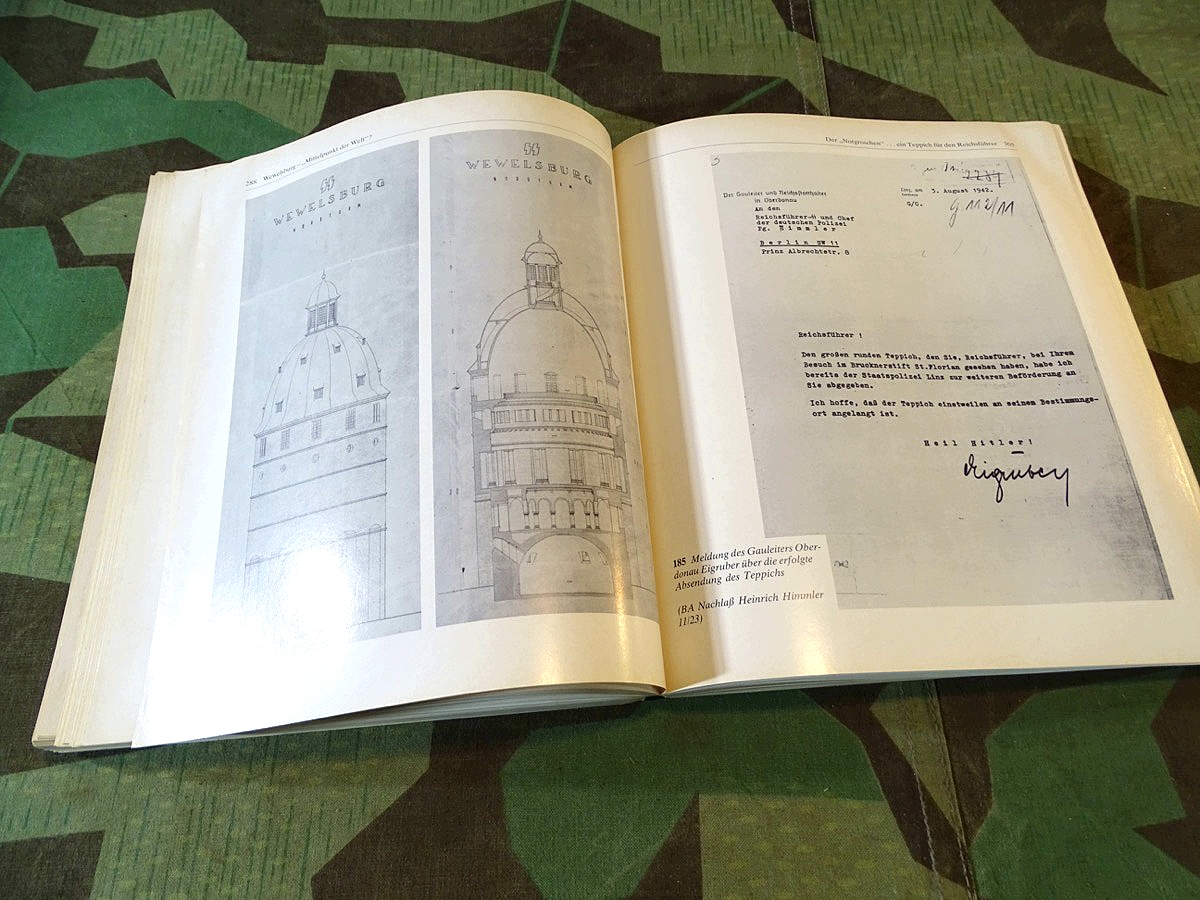 288 Wewelsburg – „Mittelpunkt der Welt“?
WEWELSBURG
NORDTURM
WEWELSBURG
NORDTURM
Der „Notgroschen“ . . . ein Teppich für den Reichsführer
3
Der Gauleiter und Reichsstatthalter
in Oberdonau
An den
Reichsführer-SS und Chef
der deutschen Polizei
Pg. Himmler
Berlin SW 11
Prinz Albrechtstr. 8
3. August 1942.
G/G.
g. 112/11
Reichsführer !
Den großen runden Teppich, den Sie, Reichsführer, bei Ihrem
Besuch im Brucknerstift St.Florian gesehen haben, habe ich
bereits der Staatspolizei Linz zur weiteren Beförderung an
Sie abgegeben.
Ich hoffe, daß der Teppich einstweilen an seinem Bestimmungs-
ort angelangt ist.
Heil Hitler!
Eigruber
185 Meldung des Gauleiters Ober-
donau Eigruber über die erfolgte
Absendung des Teppichs
(BA Nachlaß Heinrich Himmler
11/23)